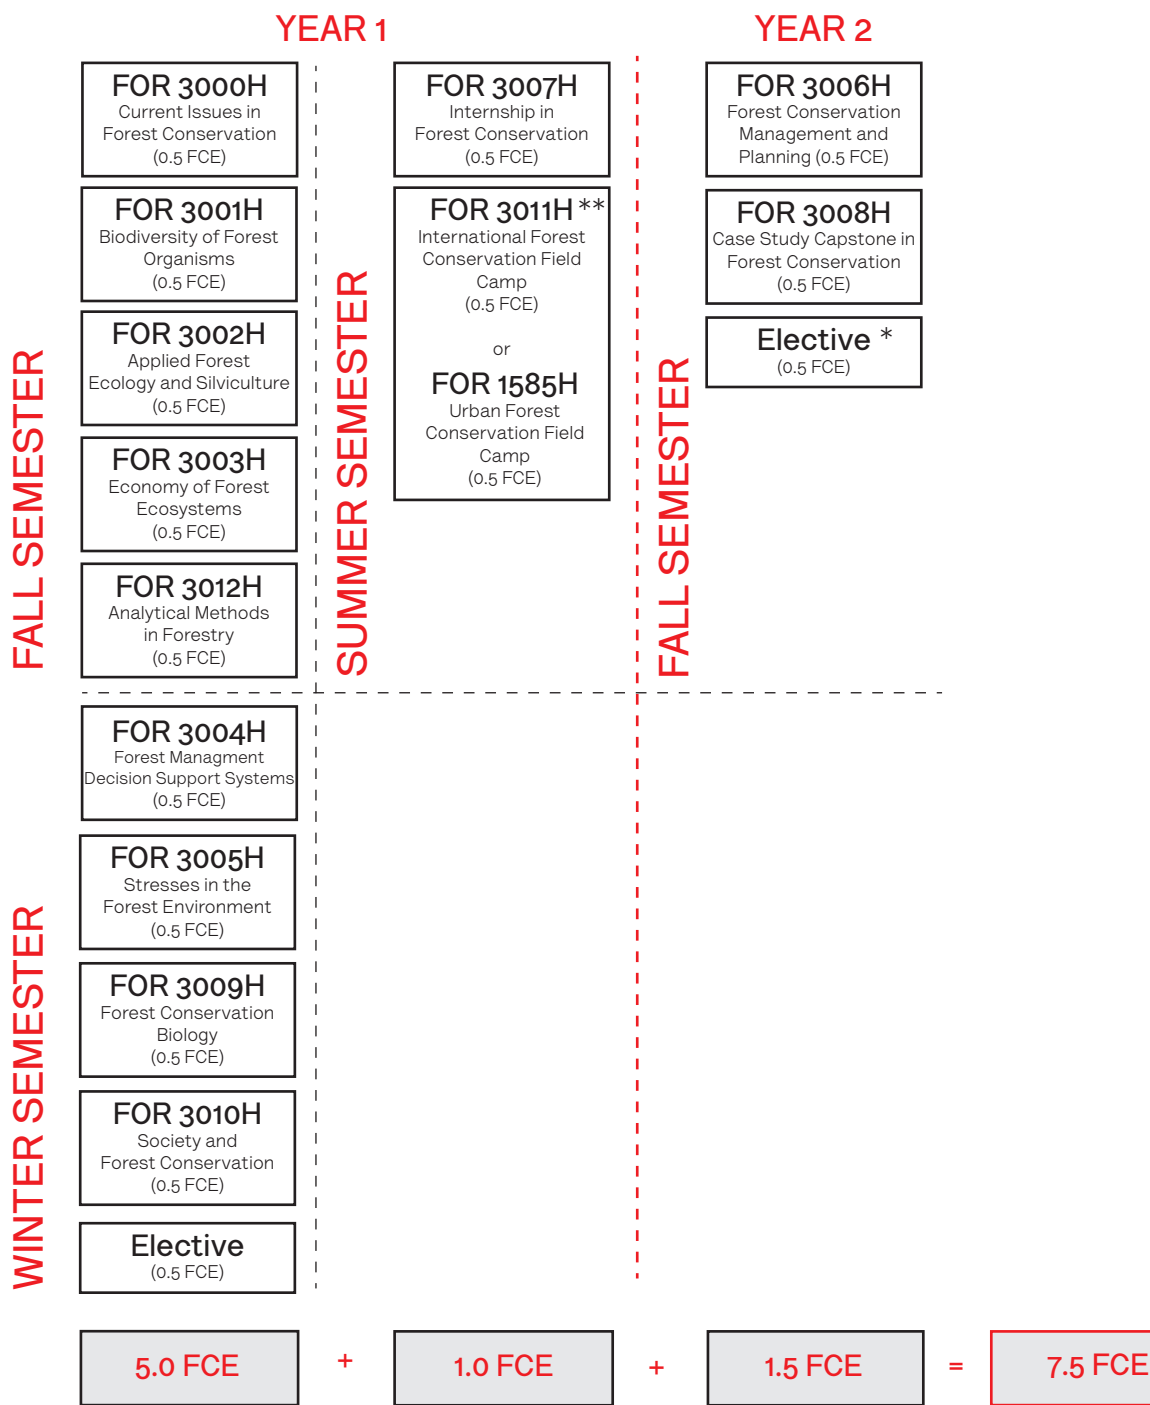 YEAR 1
YEAR 2
FALL SEMESTER
FOR 3000H
Current Issues in
Forest Conservation
(0.5 FCE)
FOR 3001H
Biodiversity of Forest
Organisms
(0.5 FCE)
FOR 3002H
Applied Forest
Ecology and Silviculture
(0.5 FCE)
FOR 3003H
Economy of Forest
Ecosystems
(0.5 FCE)
FOR 3012H
Analytical Methods
in Forestry
(0.5 FCE)
WINTER SEMESTER
FOR 3004H
Forest Managment
Decision Support Systems
(0.5 FCE)
FOR 3005H
Stresses in the
Forest Environment
(0.5 FCE)
FOR 3009H
Forest Conservation
Biology
(0.5 FCE)
FOR 3010H
Society and
Forest Conservation
(0.5 FCE)
Elective
(0.5 FCE)
SUMMER SEMESTER
FOR 3007H
Internship in
Forest Conservation
(0.5 FCE)
FOR 3011H **
International Forest
Conservation Field
Camp
(0.5 FCE)
or
FOR 1585H
Urban Forest
Conservation Field
Camp
(0.5 FCE)
FALL SEMESTER
FOR 3006H
Forest Conservation
Management and
Planning (0.5 FCE)
FOR 3008H
Case Study Capstone in
Forest Conservation
(0.5 FCE)
Elective *
(0.5 FCE)
5.0 FCE + 1.0 FCE + 1.5 FCE = 7.5 FCE